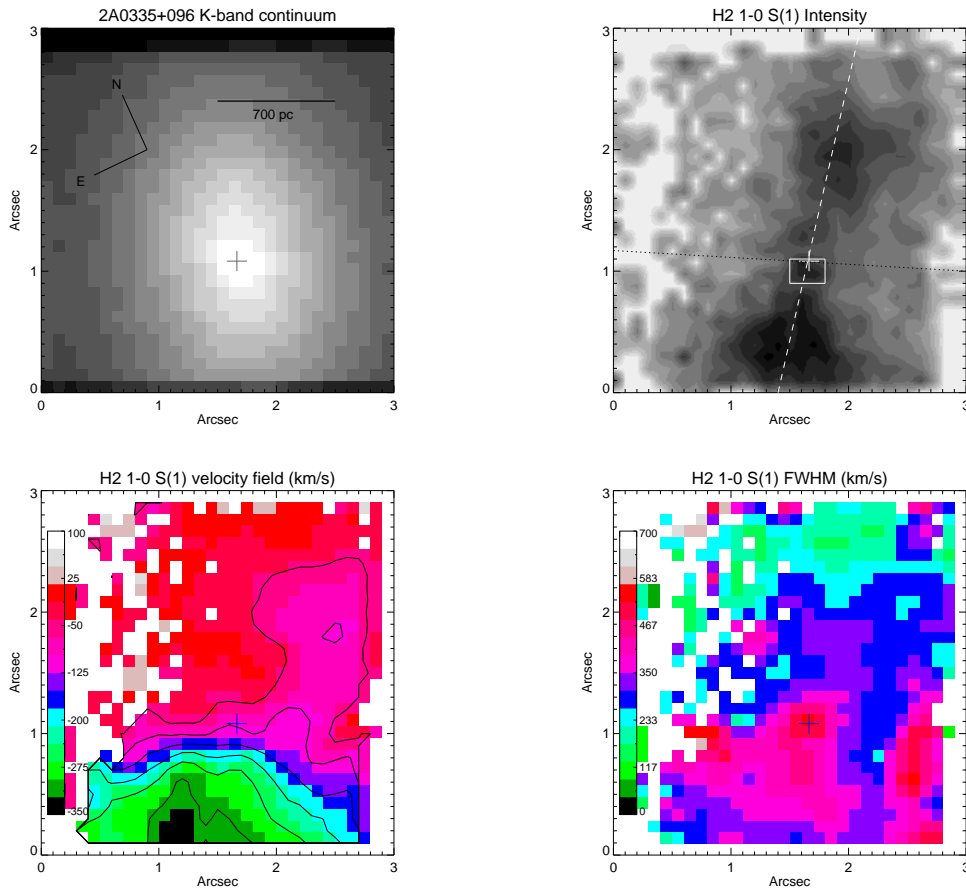 2A0335+096 K-band continuum
3
2
1
0
Arcsec
N
E
700 pc
0 1 2 3
Arcsec
H2 1-0 S(1) Intensity
3
2
1
0
Arcsec
0 1 2 3
Arcsec
H2 1-0 S(1) velocity field (km/s)
3
2
1
0
Arcsec
100
25
-50
-125
-200
-275
-350
0 1 2 3
Arcsec
H2 1-0 S(1) FWHM (km/s)
3
2
1
0
Arcsec
700
583
467
350
233
117
0
0 1 2 3
Arcsec